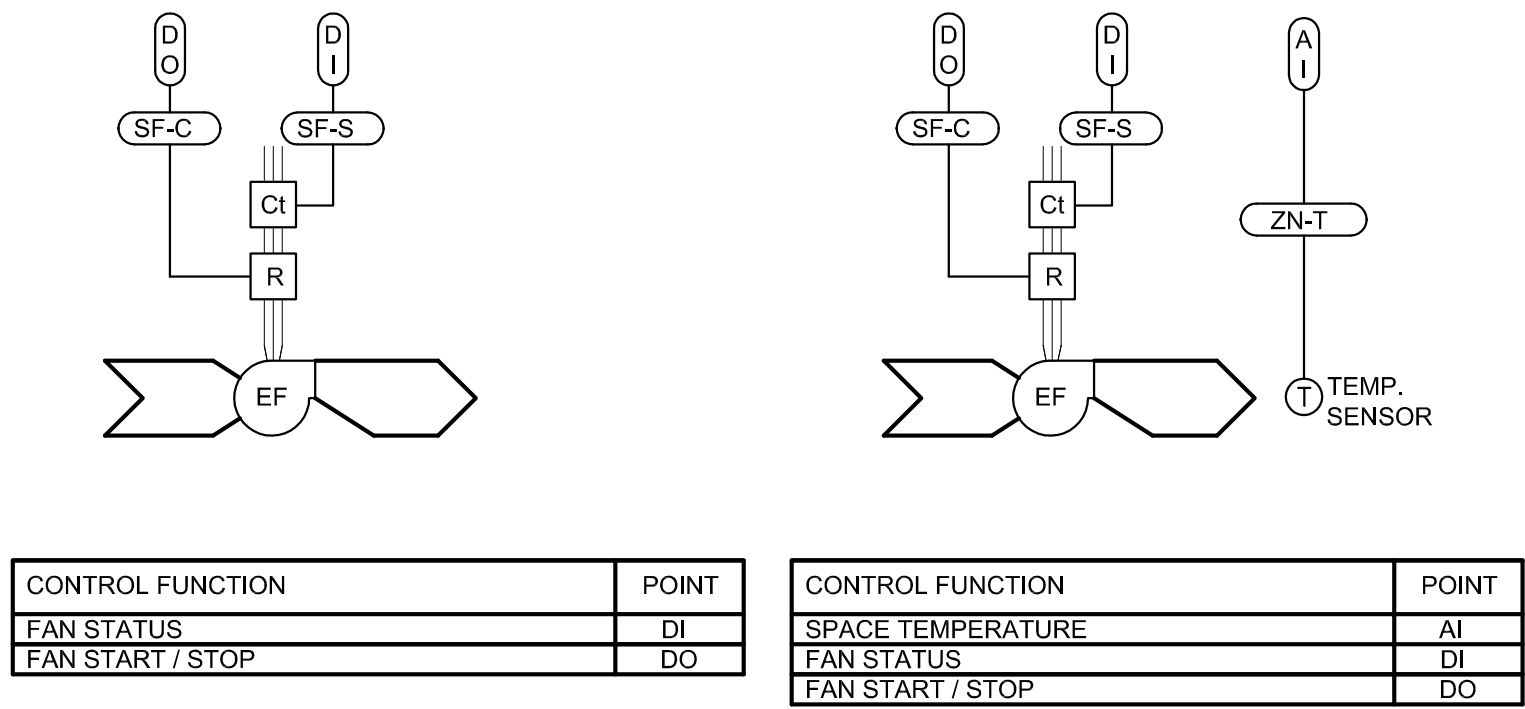 D
O
D
I
SF-C
SF-S
Ct
R
EF
D
O
D
I
A
I
SF-C
SF-S
Ct
ZN-T
R
EF
T
TEMP.
SENSOR
CONTROL FUNCTION POINT
FAN STATUS DI
FAN START / STOP DO
CONTROL FUNCTION POINT
SPACE TEMPERATURE AI
FAN STATUS DI
FAN START / STOP DO